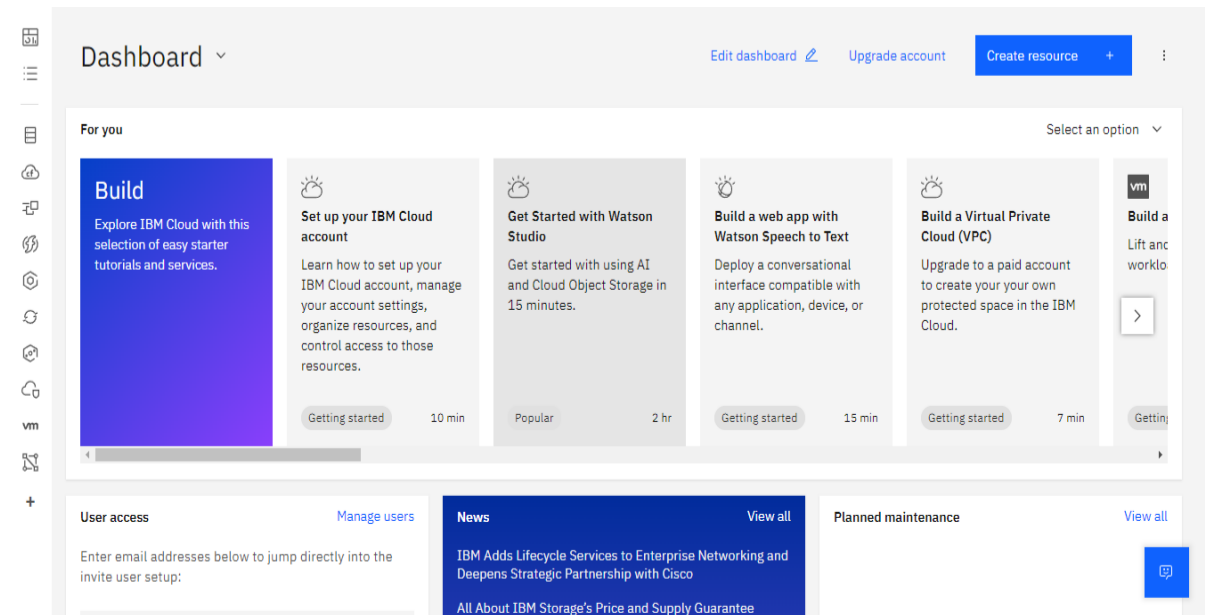 Dashboard
Edit dashboard
Upgrade account
Create resource +
For you
Select an option
Build
Explore IBM Cloud with this
selection of easy starter
tutorials and services.
Set up your IBM Cloud
account
Learn how to set up your
IBM Cloud account, manage
your account settings,
organize resources, and
control access to those
resources.
Getting started
10 min
Get Started with Watson
Studio
Get started with using AI
and Cloud Object Storage in
15 minutes.
Popular
2 hr
Build a web app with
Watson Speech to Text
Deploy a conversational
interface compatible with
any application, device, or
channel.
Getting started
15 min
Build a Virtual Private
Cloud (VPC)
Upgrade to a paid account
to create your your own
protected space in the IBM
Cloud.
Getting started
7 min
vm
Build a
Lift and
vm
User access
Manage users
Enter email addresses below to jump directly into the
invite user setup:
News
View all
IBM Adds Lifecycle Services to Enterprise Networking and
Deepens Strategic Partnership with Cisco
All About IBM Storage's Price and Supply Guarantee
Planned maintenance
View all